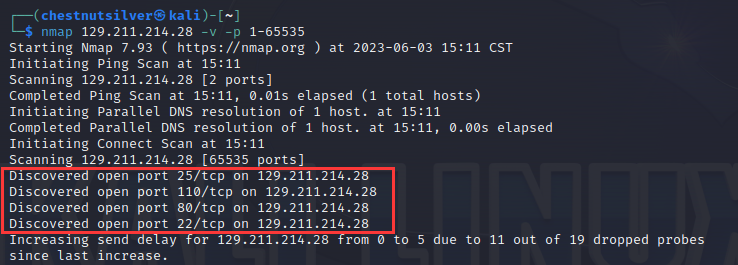 ┌──(chestnutsilver㉿kali)-[~]
└─$ nmap 129.211.214.28 -v -p 1-65535
Starting Nmap 7.93 ( https://nmap.org ) at 2023-06-03 15:11 CST
Initiating Ping Scan at 15:11
Scanning 129.211.214.28 [2 ports]
Completed Ping Scan at 15:11, 0.01s elapsed (1 total hosts)
Initiating Parallel DNS resolution of 1 host. at 15:11
Completed Parallel DNS resolution of 1 host. at 15:11, 0.00s elapsed
Initiating Connect Scan at 15:11
Scanning 129.211.214.28 [65535 ports]
Discovered open port 25/tcp on 129.211.214.28
Discovered open port 110/tcp on 129.211.214.28
Discovered open port 80/tcp on 129.211.214.28
Discovered open port 22/tcp on 129.211.214.28
Increasing send delay for 129.211.214.28 from 0 to 5 due to 11 out of 19 dropped probes
since last increase.